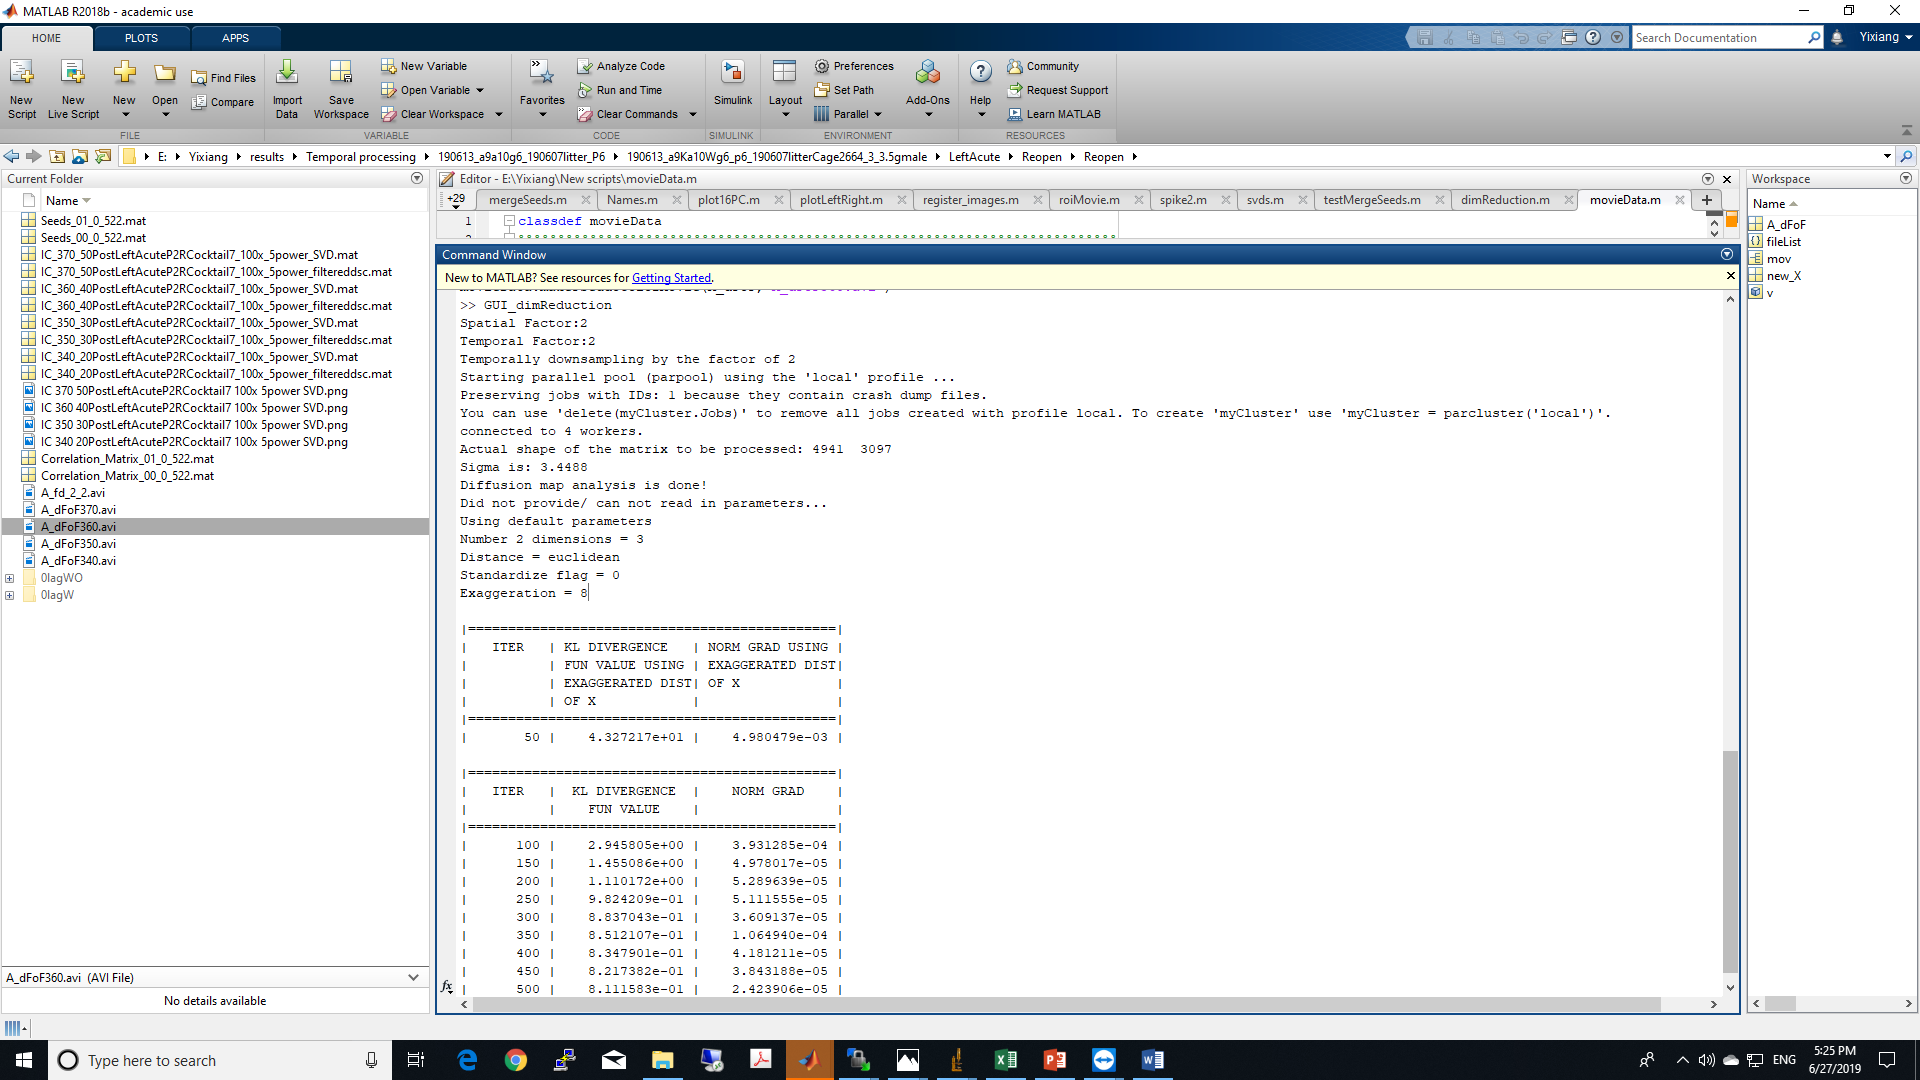 MATLAB R2018b - academic use
HOME PLOTS APPS
Search Documentation
Yixiang
New Script
New Live Script
New
Open
Find Files
Compare
FILE
Import Data
Save Workspace
New Variable
Open Variable
Clear Workspace
VARIABLE
Favorites
Analyze Code
Run and Time
Clear Commands
CODE
Simulink
SIMULINK
Layout
Preferences
Set Path
Parallel
Add-Ons
ENVIRONMENT
Help
Community
Request Support
Learn MATLAB
RESOURCES
E: Yixiang results Temporal processing 190613_a9a10g6_190607litter_P6 190613_a9Ka10Wg6_p6_190607litterCage2664_3_3.5gmale LeftAcute Reopen Reopen
Current Folder
Name
Seeds_01_0_522.mat
Seeds_00_0_522.mat
IC_370_50PostLeftAcuteP2RCocktail7_100x_5power_SVD.mat
IC_370_50PostLeftAcuteP2RCocktail7_100x_5power_filtereddsc.mat
IC_360_40PostLeftAcuteP2RCocktail7_100x_5power_SVD.mat
IC_360_40PostLeftAcuteP2RCocktail7_100x_5power_filtereddsc.mat
IC_350_30PostLeftAcuteP2RCocktail7_100x_5power_SVD.mat
IC_350_30PostLeftAcuteP2RCocktail7_100x_5power_filtereddsc.mat
IC_340_20PostLeftAcuteP2RCocktail7_100x_5power_SVD.mat
IC_340_20PostLeftAcuteP2RCocktail7_100x_5power_filtereddsc.mat
IC 370 50PostLeftAcuteP2RCocktail7 100x 5power SVD.png
IC 360 40PostLeftAcuteP2RCocktail7 100x 5power SVD.png
IC 350 30PostLeftAcuteP2RCocktail7 100x 5power SVD.png
IC 340 20PostLeftAcuteP2RCocktail7 100x 5power SVD.png
Correlation_Matrix_01_0_522.mat
Correlation_Matrix_00_0_522.mat
A_fd_2_2.avi
A_dFoF370.avi
A_dFoF360.avi
A_dFoF350.avi
A_dFoF340.avi
0lagWO
0lagW
A_dFoF360.avi (AVI File)
No details available
Editor - E:\Yixiang\New scripts\movieData.m
+29 mergeSeeds.m Names.m plot16PC.m plotLeftRight.m register_images.m roiMovie.m spike2.m svds.m testMergeSeeds.m dimReduction.m movieData.m
1 classdef movieData
Command Window
New to MATLAB? See resources for Getting Started.
>> GUI_dimReduction
Spatial Factor:2
Temporal Factor:2
Temporally downsampling by the factor of 2
Starting parallel pool (parpool) using the 'local' profile ...
Preserving jobs with IDs: 1 because they contain crash dump files.
You can use 'delete(myCluster.Jobs)' to remove all jobs created with profile local. To create 'myCluster' use 'myCluster = parcluster('local')'.
connected to 4 workers.
Actual shape of the matrix to be processed: 4941  3097
Sigma is: 3.4488
Diffusion map analysis is done!
Did not provide/ can not read in parameters...
Using default parameters
Number 2 dimensions = 3
Distance = euclidean
Standardize flag = 0
Exaggeration = 8
|==============================================|
| ITER | KL DIVERGENCE | NORM GRAD USING |
| | FUN VALUE USING | EXAGGERATED DIST|
| | EXAGGERATED DIST| OF X |
| | OF X | |
|==============================================|
| 50 | 4.327217e+01 | 4.980479e-03 |
|==============================================|
| ITER | KL DIVERGENCE | NORM GRAD |
| | FUN VALUE | |
|==============================================|
| 100 | 2.945805e+00 | 3.931285e-04 |
| 150 | 1.455086e+00 | 4.978017e-05 |
| 200 | 1.110172e+00 | 5.289639e-05 |
| 250 | 9.824209e-01 | 5.111555e-05 |
| 300 | 8.837043e-01 | 3.609137e-05 |
| 350 | 8.512107e-01 | 1.064940e-04 |
| 400 | 8.347901e-01 | 4.181211e-05 |
| 450 | 8.217382e-01 | 3.843188e-05 |
| 500 | 8.111583e-01 | 2.423906e-05 |
fx
Workspace
Name
A_dFoF
fileList
mov
new_X
v
Type here to search
ENG
5:25 PM
6/27/2019